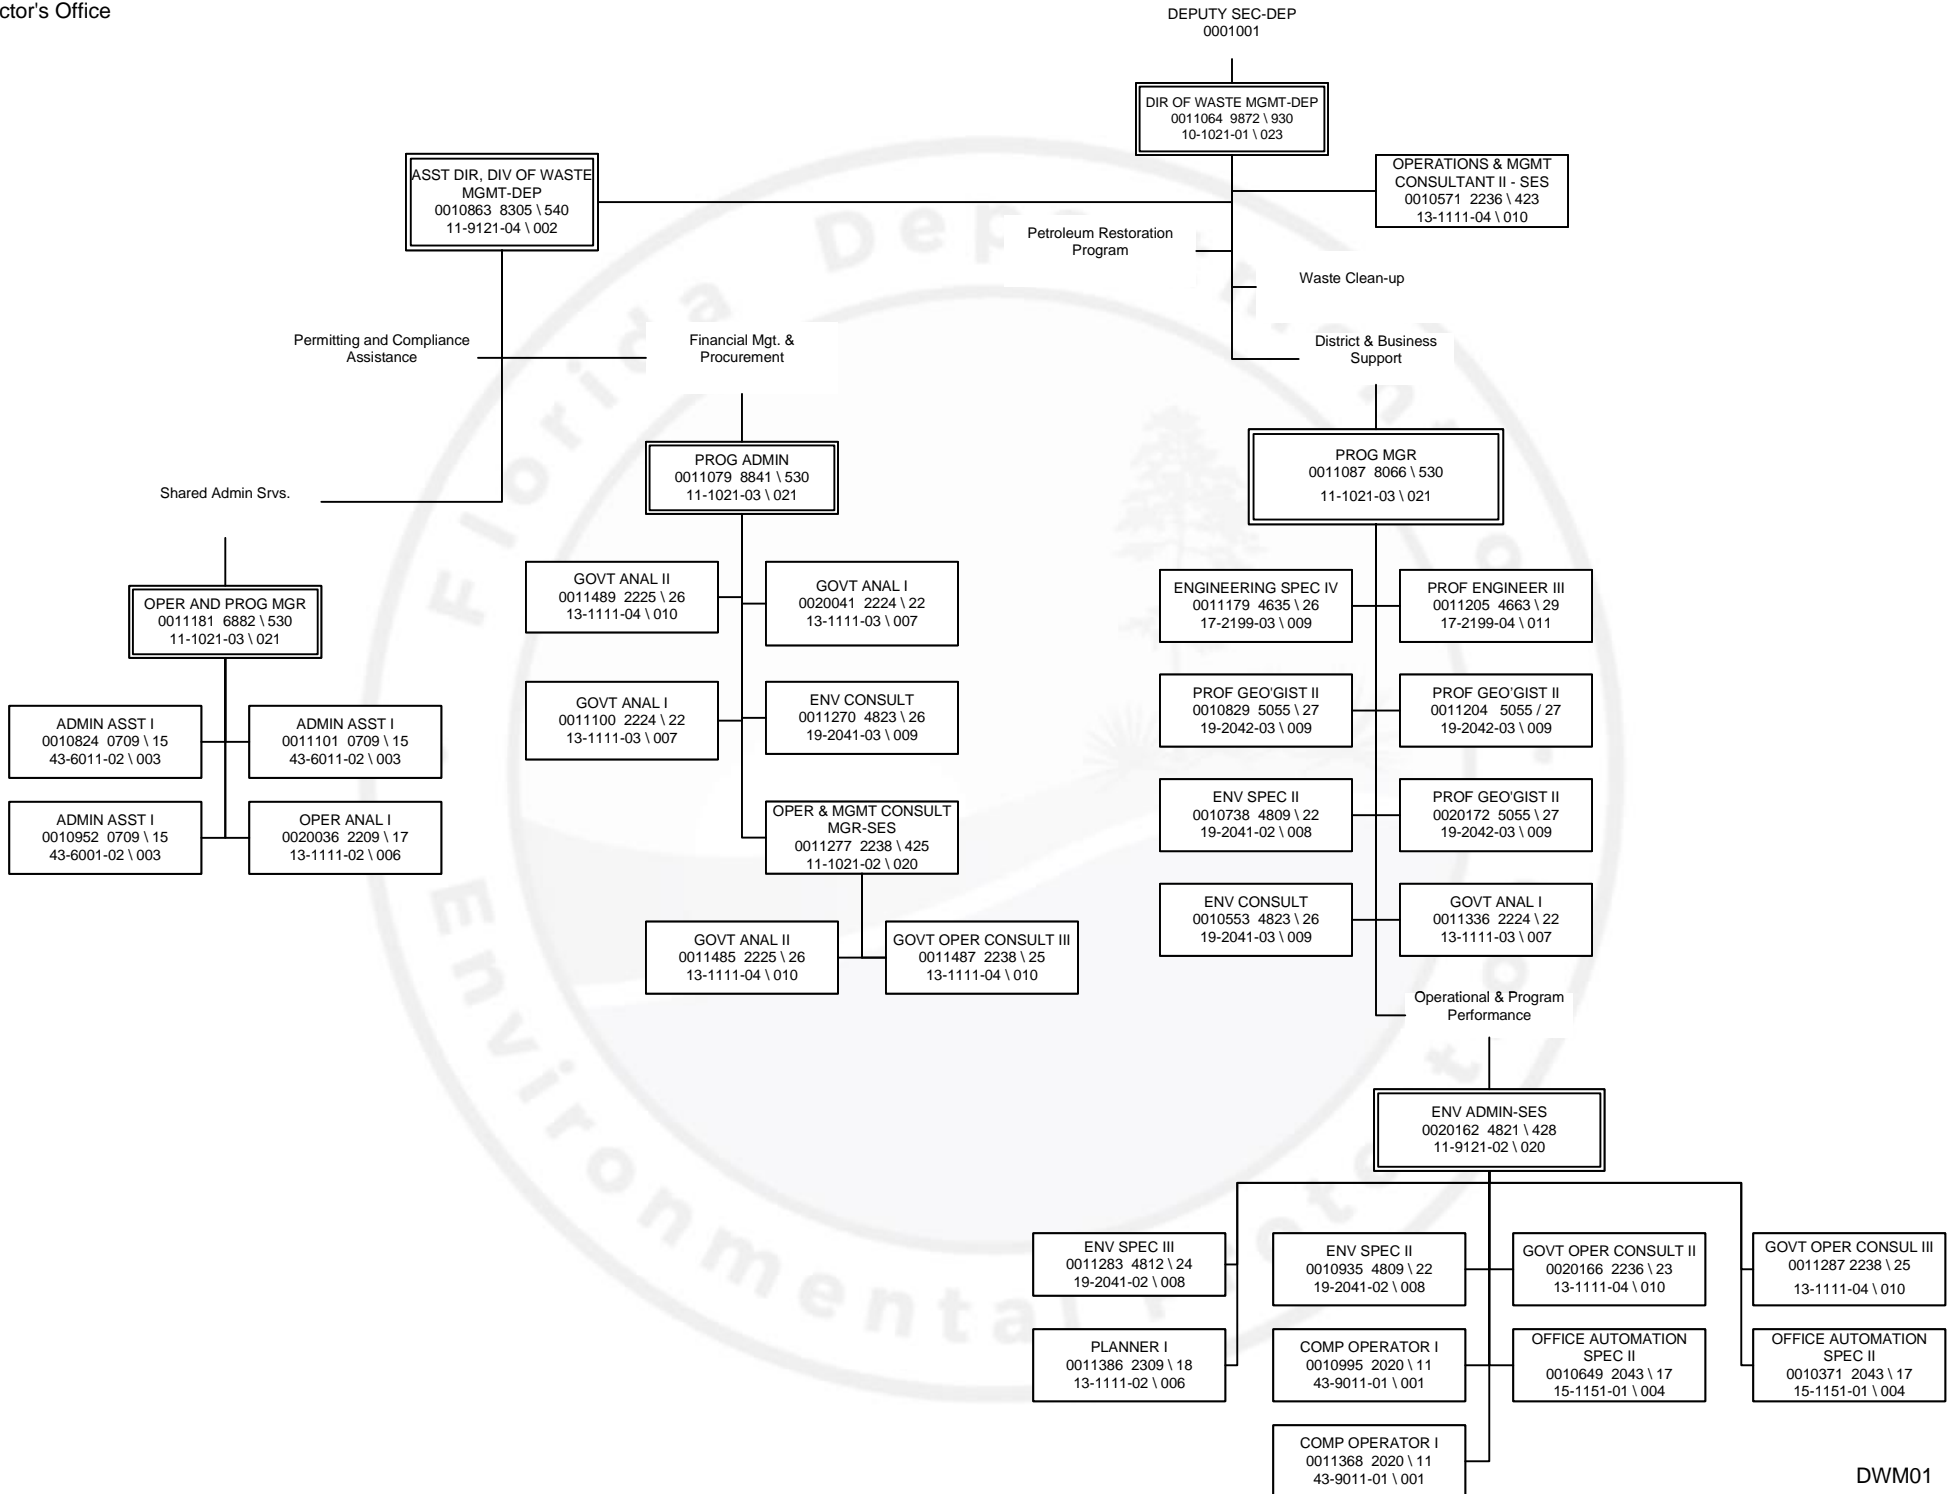 ctor's Office
DEPUTY SEC-DEP
0001001
DIR OF WASTE MGMT-DEP
0011064 9872 \ 930
10-1021-01 \ 023
ASST DIR, DIV OF WASTE
MGMT-DEP
0010863 8305 \ 540
11-9121-04 \ 002
OPERATIONS & MGMT
CONSULTANT II - SES
0010571 2236 \ 423
13-1111-04 \ 010
Petroleum Restoration
Program
Waste Clean-up
Permitting and Compliance
Assistance
Financial Mgt. &
Procurement
District & Business
Support
PROG ADMIN
0011079 8841 \ 530
11-1021-03 \ 021
PROG MGR
0011087 8066 \ 530
11-1021-03 \ 021
Shared Admin Srvs.
OPER AND PROG MGR
0011181 6882 \ 530
11-1021-03 \ 021
ADMIN ASST I
0010824 0709 \ 15
43-6011-02 \ 003
ADMIN ASST I
0011101 0709 \ 15
43-6011-02 \ 003
ADMIN ASST I
0010952 0709 \ 15
43-6001-02 \ 003
OPER ANAL I
0020036 2209 \ 17
13-1111-02 \ 006
GOVT ANAL II
0011489 2225 \ 26
13-1111-04 \ 010
GOVT ANAL I
0020041 2224 \ 22
13-1111-03 \ 007
GOVT ANAL I
0011100 2224 \ 22
13-1111-03 \ 007
ENV CONSULT
0011270 4823 \ 26
19-2041-03 \ 009
OPER & MGMT CONSULT
MGR-SES
0011277 2238 \ 425
11-1021-02 \ 020
GOVT ANAL II
0011485 2225 \ 26
13-1111-04 \ 010
GOVT OPER CONSULT III
0011487 2238 \ 25
13-1111-04 \ 010
ENGINEERING SPEC IV
0011179 4635 \ 26
17-2199-03 \ 009
PROF ENGINEER III
0011205 4663 \ 29
17-2199-04 \ 011
PROF GEO'GIST II
0010829 5055 \ 27
19-2042-03 \ 009
PROF GEO'GIST II
0011204 5055 / 27
19-2042-03 \ 009
ENV SPEC II
0010738 4809 \ 22
19-2041-02 \ 008
PROF GEO'GIST II
0020172 5055 \ 27
19-2042-03 \ 009
ENV CONSULT
0010553 4823 \ 26
19-2041-03 \ 009
GOVT ANAL I
0011336 2224 \ 22
13-1111-03 \ 007
Operational & Program
Performance
ENV ADMIN-SES
0020162 4821 \ 428
11-9121-02 \ 020
ENV SPEC III
0011283 4812 \ 24
19-2041-02 \ 008
ENV SPEC II
0010935 4809 \ 22
19-2041-02 \ 008
GOVT OPER CONSULT II
0020166 2236 \ 23
13-1111-04 \ 010
GOVT OPER CONSUL III
0011287 2238 \ 25
13-1111-04 \ 010
PLANNER I
0011386 2309 \ 18
13-1111-02 \ 006
COMP OPERATOR I
0010995 2020 \ 11
43-9011-01 \ 001
OFFICE AUTOMATION
SPEC II
0010649 2043 \ 17
15-1151-01 \ 004
OFFICE AUTOMATION
SPEC II
0010371 2043 \ 17
15-1151-01 \ 004
COMP OPERATOR I
0011368 2020 \ 11
43-9011-01 \ 001
DWM01
Florida
Environmental